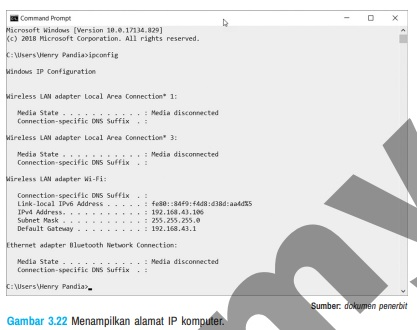 Command Prompt
Microsoft Windows [Version 10.0.17134.829]
(c) 2018 Microsoft Corporation. All rights reserved.
C:\Users\Henry Pandia>ipconfig
Windows IP Configuration
Wireless LAN adapter Local Area Connection* 1:
Media State . . . . . . . . . . . : Media disconnected
Connection-specific DNS Suffix  . :
Wireless LAN adapter Local Area Connection* 3:
Media State . . . . . . . . . . . : Media disconnected
Connection-specific DNS Suffix  . :
Wireless LAN adapter Wi-Fi:
Connection-specific DNS Suffix  . :
Link-local IPv6 Address . . . . . : fe80::84f9:f4d8:d38d:aa4d%5
IPv4 Address. . . . . . . . . . . : 192.168.43.106
Subnet Mask . . . . . . . . . . . : 255.255.255.0
Default Gateway . . . . . . . . . : 192.168.43.1
Ethernet adapter Bluetooth Network Connection:
Media State . . . . . . . . . . . : Media disconnected
Connection-specific DNS Suffix  . :
C:\Users\Henry Pandia>
Sumber: dokumen penerbit
Gambar 3.22 Menampilkan alamat IP komputer.